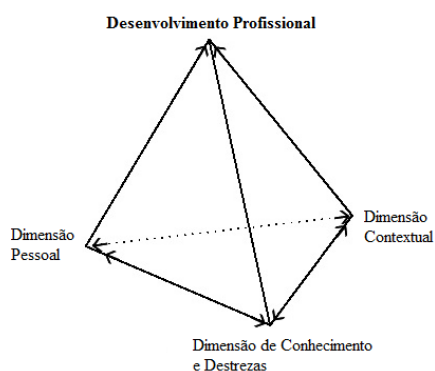 Desenvolvimento Profissional
Dimensão
Pessoal
Dimensão
Contextual
Dimensão de Conhecimento
e Destrezas